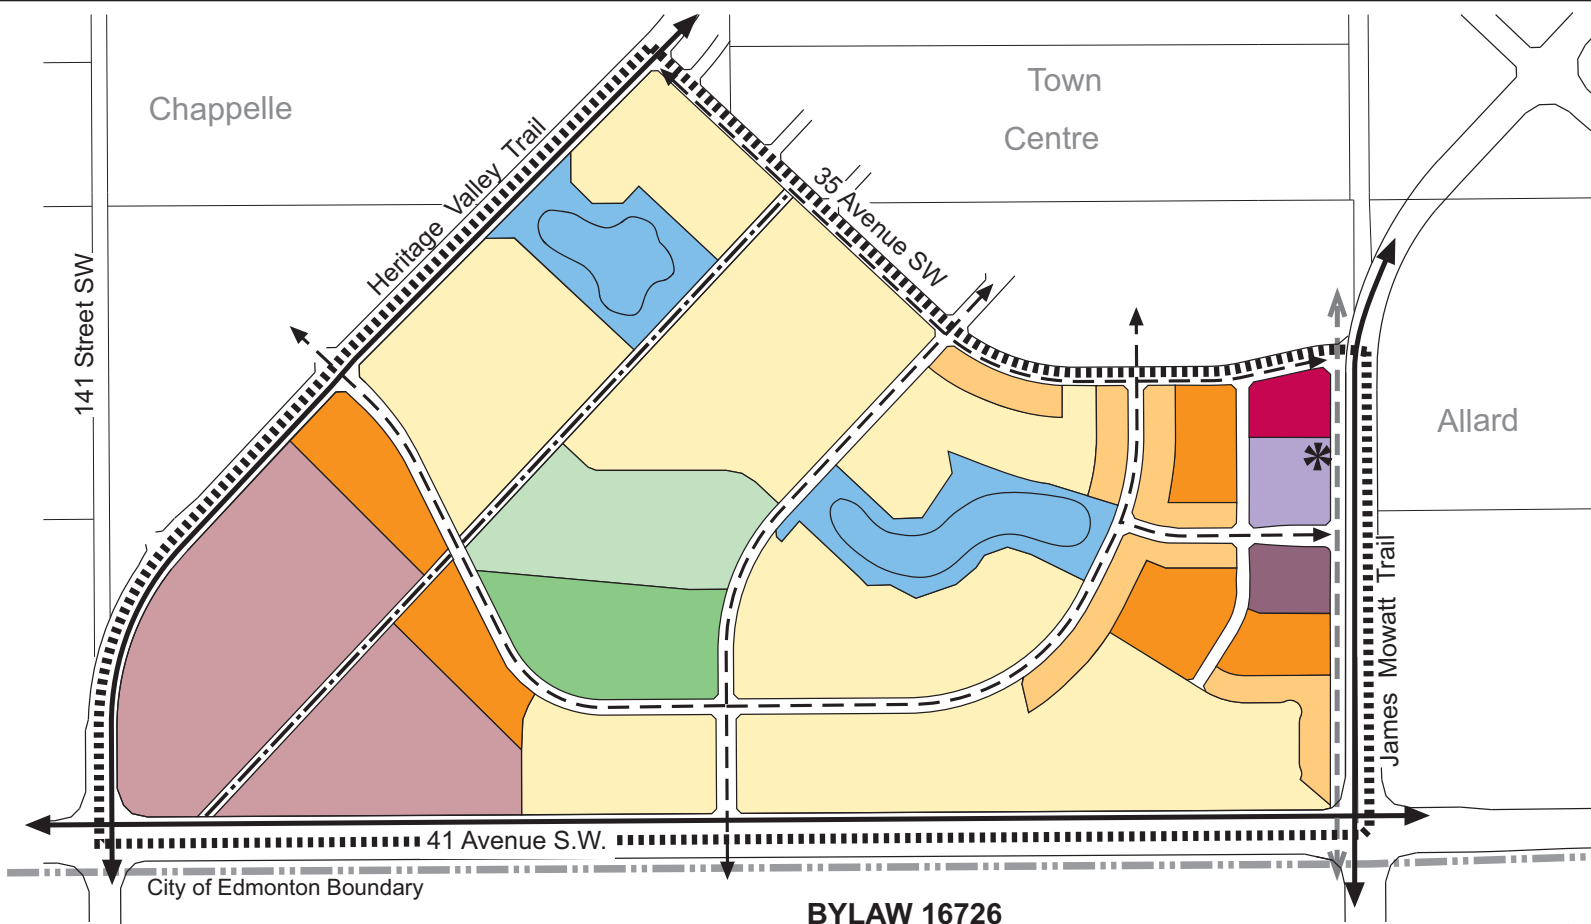 Chappelle
Town
Centre
Heritage Valley Trail
35 Avenue SW
141 Street SW
Allard
*
James Mowatt Trail
41 Avenue S.W.
City of Edmonton Boundary
BYLAW 16726